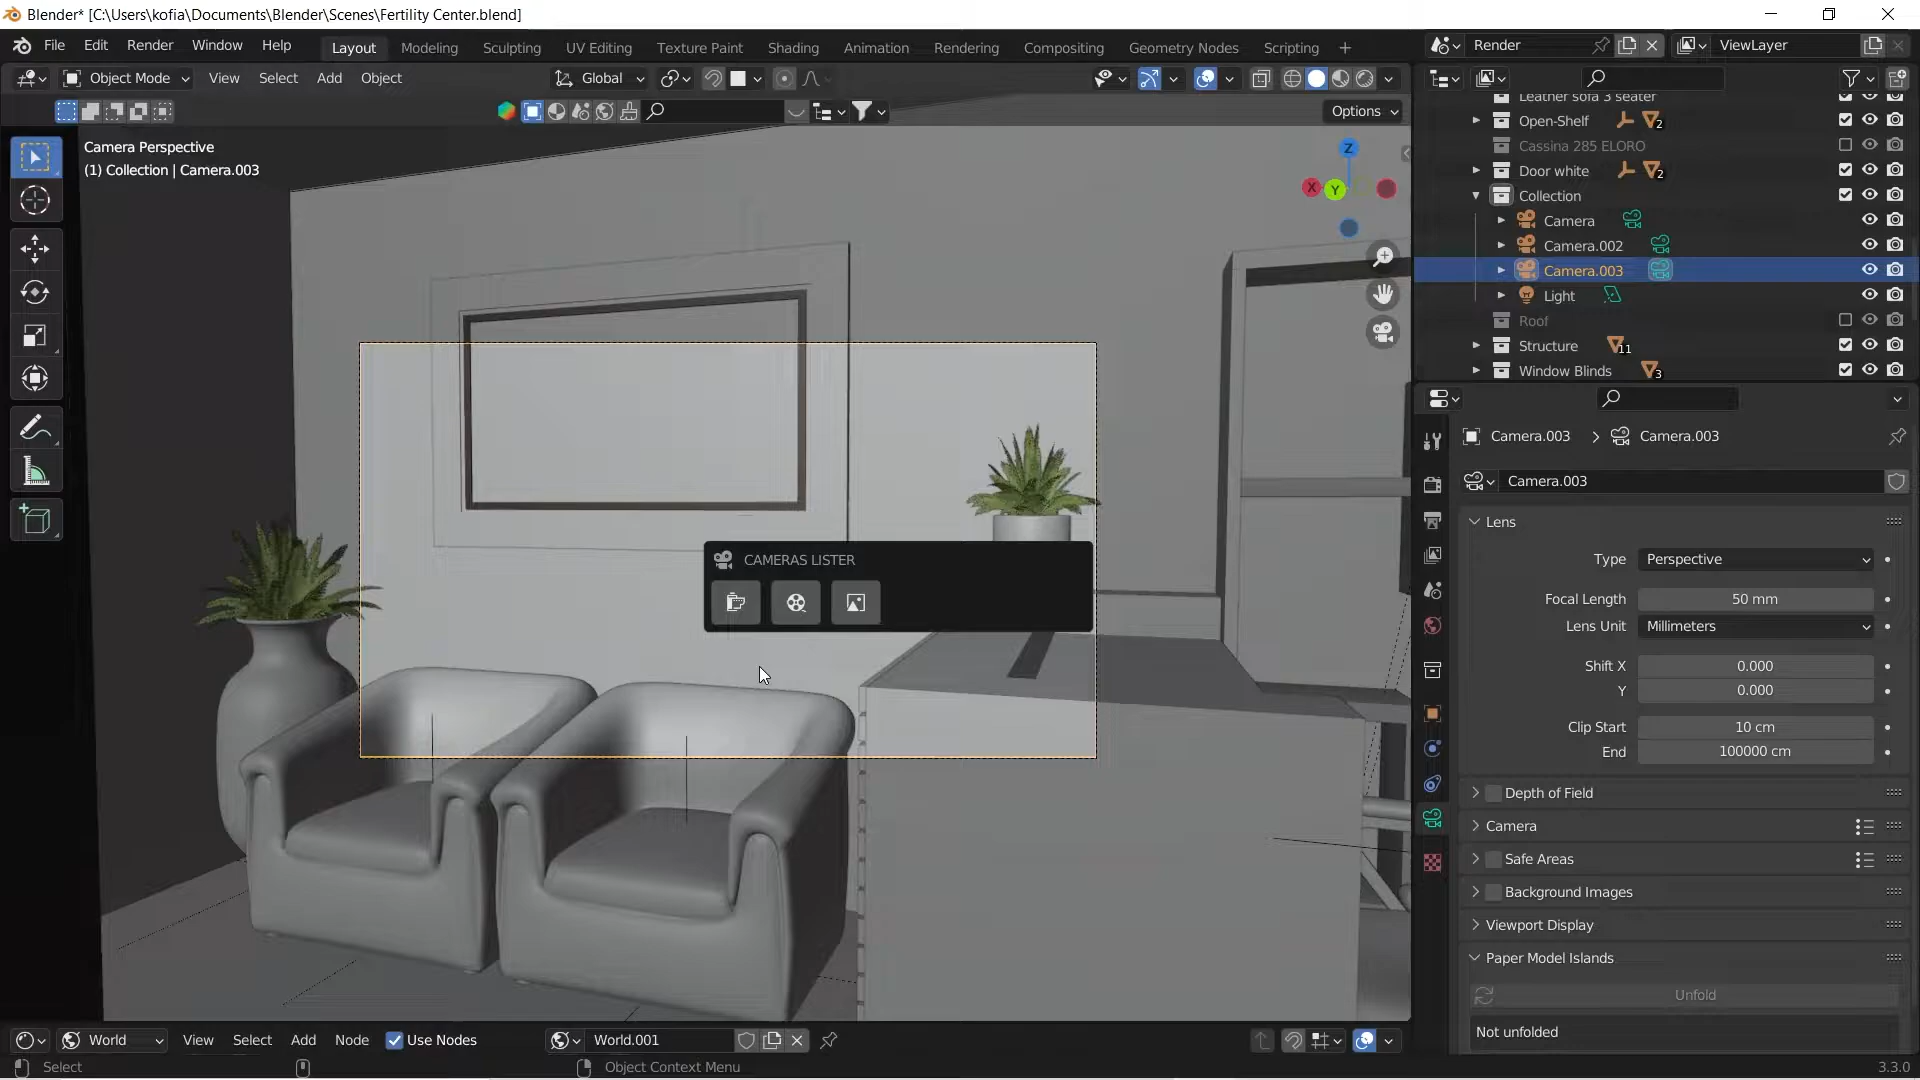 Blender* [C:\Users\kofia\Documents\Blender\Scenes\Fertility Center.blend]
File Edit Render Window Help
Layout Modeling Sculpting UV Editing Texture Paint Shading Animation Rendering Compositing Geometry Nodes Scripting +
Render
ViewLayer
Object Mode View Select Add Object
Global
Options
Camera Perspective
(1) Collection | Camera.003
Z
X
Y
CAMERAS LISTER
Leather sofa 3 seater
Open-Shelf 2
Cassina 285 ELORO
Door white 2
Collection
Camera
Camera.002
Camera.003
Light
Roof
Structure 11
Window Blinds 3
Camera.003 > Camera.003
Camera.003
Lens
Type Perspective
Focal Length 50 mm
Lens Unit Millimeters
Shift X 0.000
Y 0.000
Clip Start 10 cm
End 100000 cm
Depth of Field
Camera
Safe Areas
Background Images
Viewport Display
Paper Model Islands
Unfold
Not unfolded
World View Select Add Node Use Nodes
World.001
Select
Object Context Menu
3.3.0